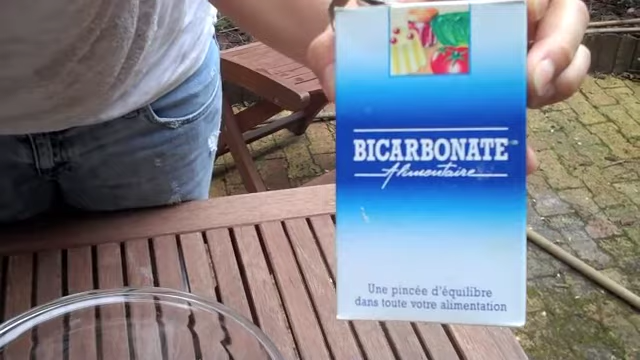 BICARBONATE
Alimentaire
Une pincée d'équilibre
dans toute votre alimentation